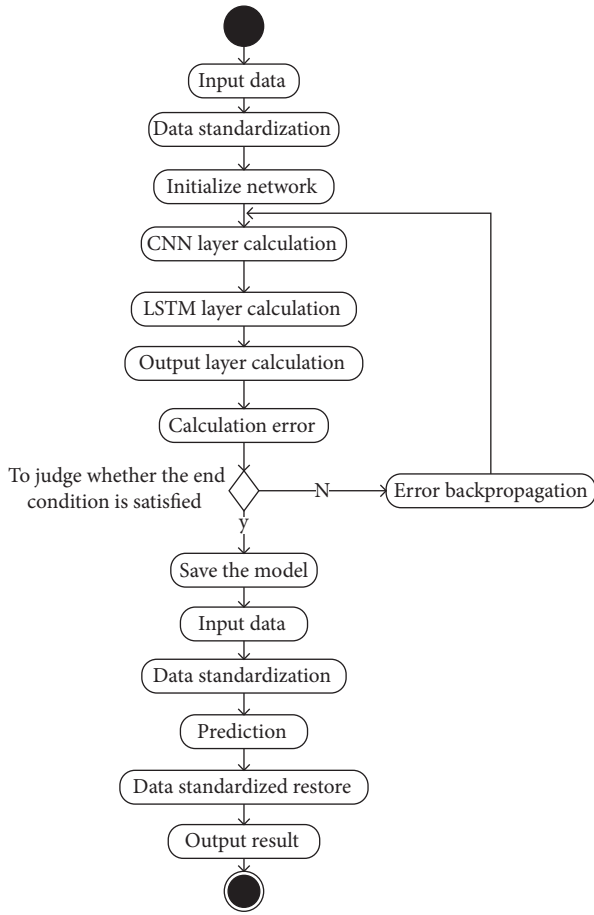 Input data
Data standardization
Initialize network
CNN layer calculation
LSTM layer calculation
Output layer calculation
Calculation error
To judge whether the end
condition is satisfied
N
Error backpropagation
y
Save the model
Input data
Data standardization
Prediction
Data standardized restore
Output result